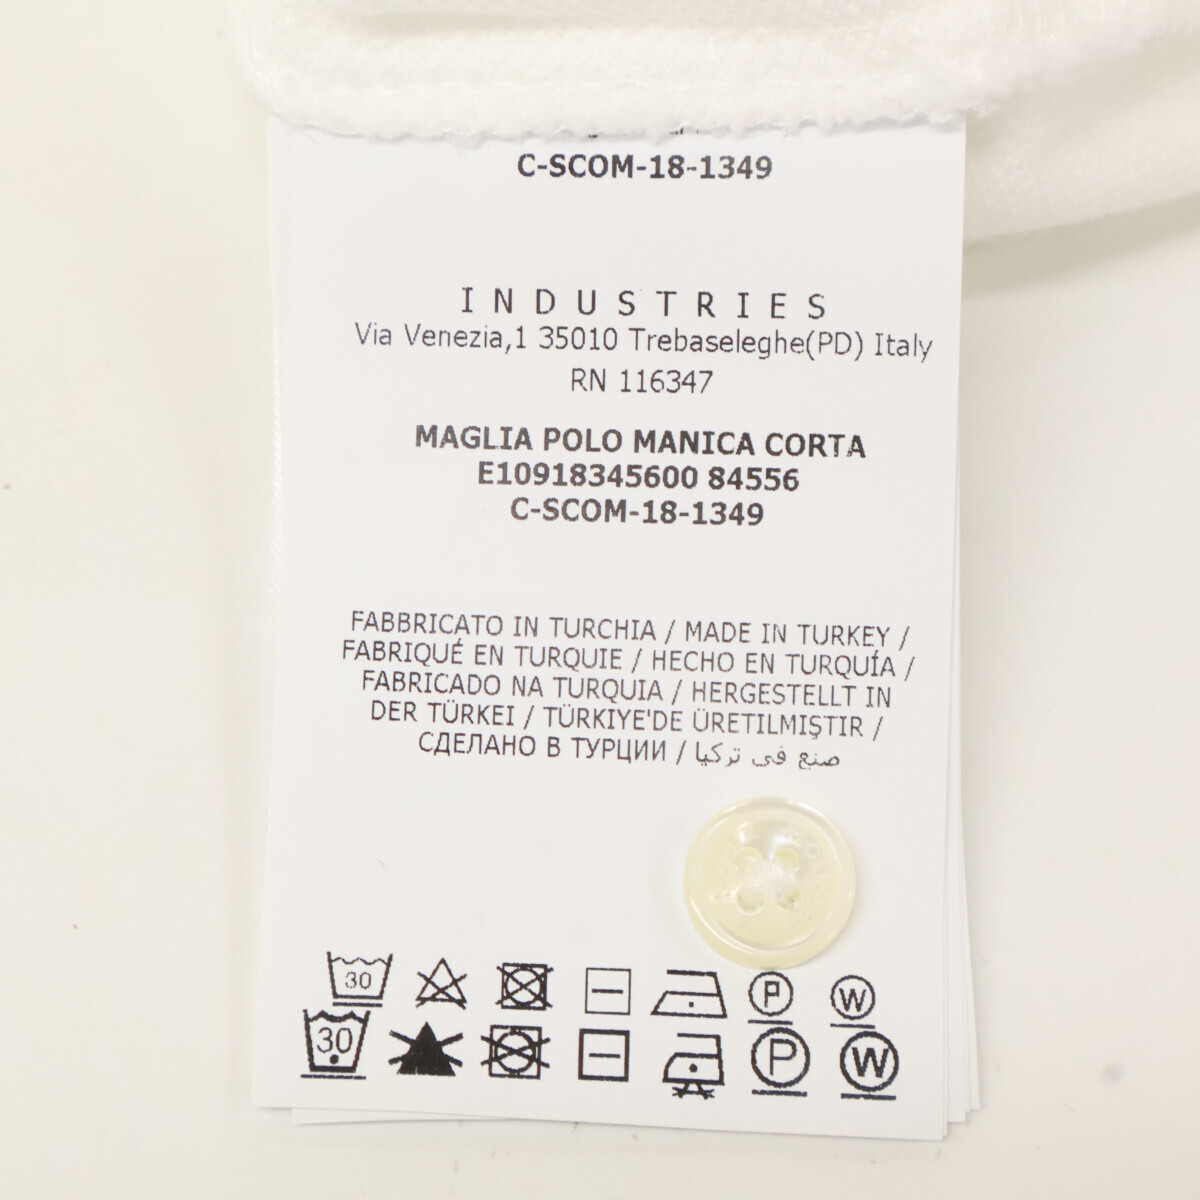 C-SCOM-18-1349
INDUSTRIES
Via Venezia,1 35010 Trebaseleghe(PD) Italy
RN 116347
MAGLIA POLO MANICA CORTA
E10918345600 84556
C-SCOM-18-1349
FABBRICATO IN TURCHIA / MADE IN TURKEY /
FABRIQUÉ EN TURQUIE / HECHO EN TURQUÍA /
FABRICADO NA TURQUIA / HERGESTELLT IN
DER TÜRKEI / TÜRKIYE'DE ÜRETILMIŞTIR /
СДЕЛАНО В ТУРЦИИ / صنع في تركيا
30 P W
30 P W